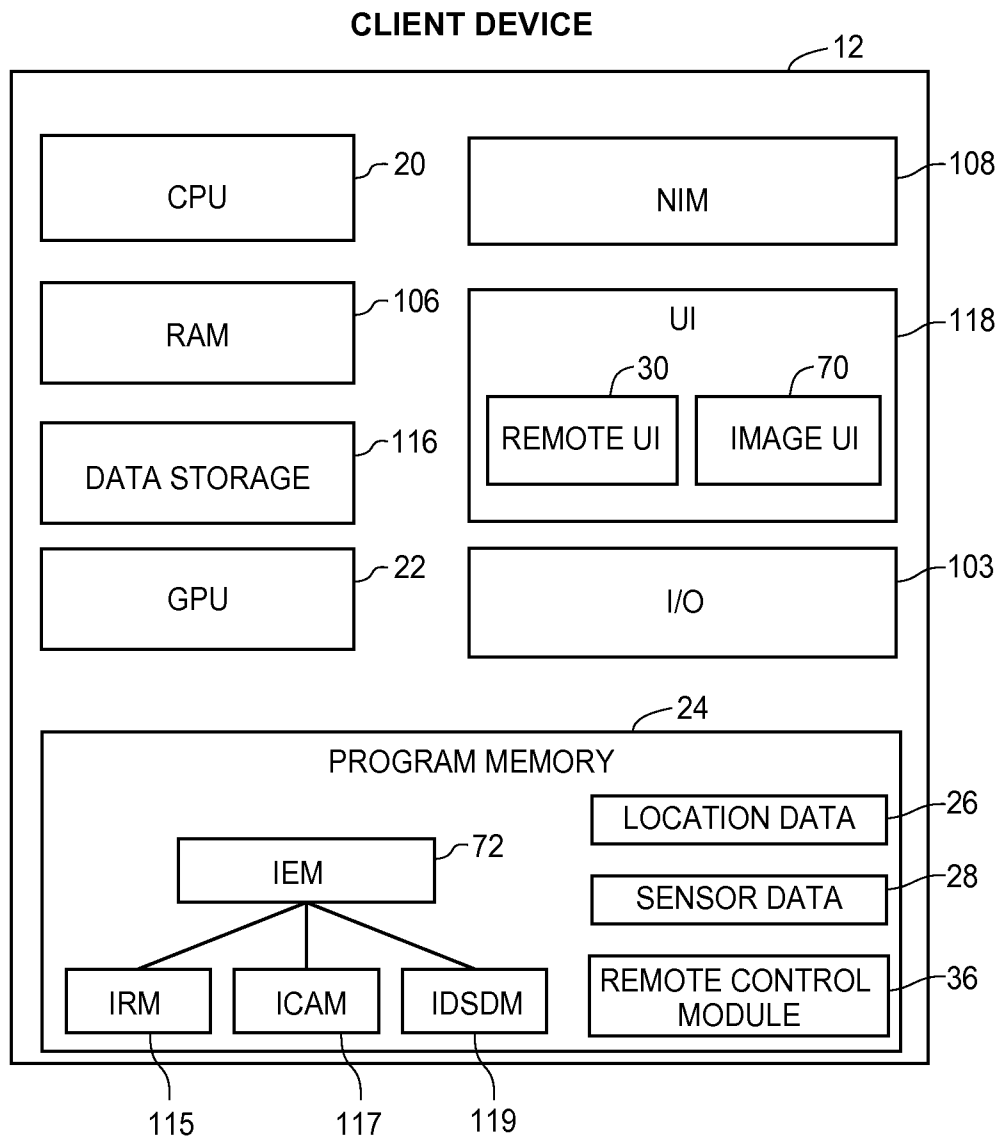 CLIENT DEVICE
12
CPU
20
NIM
108
RAM
106
UI
118
REMOTE UI
30
IMAGE UI
70
DATA STORAGE
116
GPU
22
I/O
103
24
PROGRAM MEMORY
IEM
72
LOCATION DATA
26
SENSOR DATA
28
REMOTE CONTROL
MODULE
36
IRM
ICAM
IDSDM
115
117
119